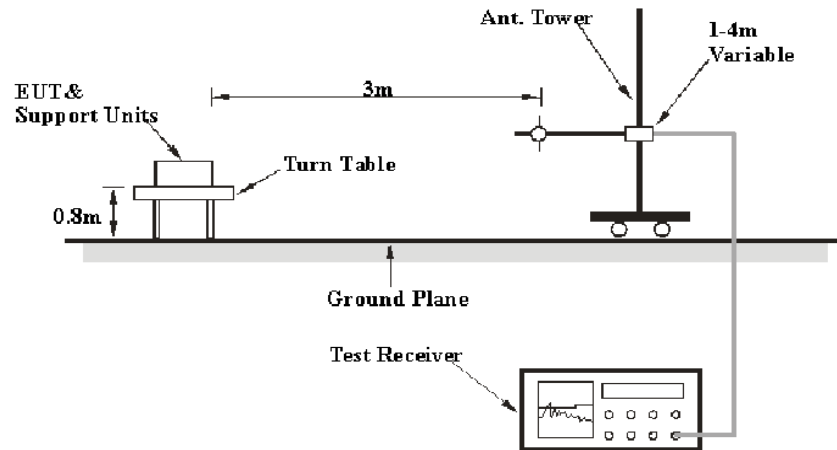 Ant. Tower
1-4m
Variable
EUT&
Support Units
3m
Turn Table
0.8m
Ground Plane
Test Receiver